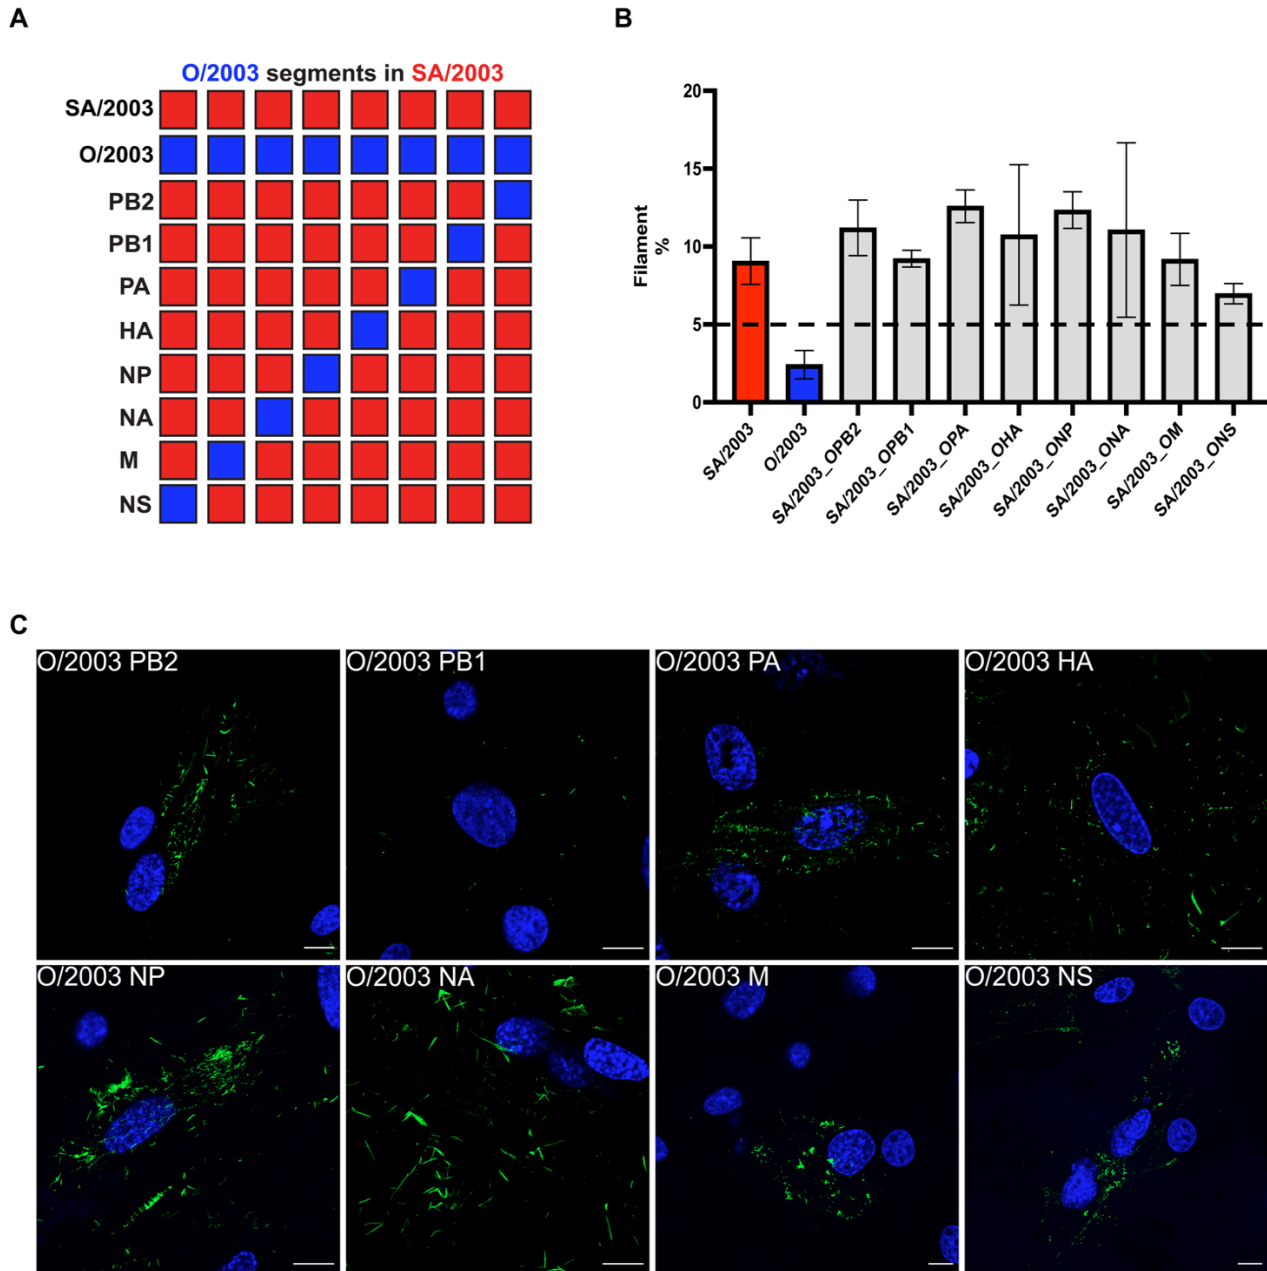 A
O/2003 segments in SA/2003
SA/2003
O/2003
PB2
PB1
PA
HA
NP
NA
M
NS
B
Filament
%
20
15
10
5
0
SA/2003
O/2003
SA/2003_OPB2
SA/2003_OPB1
SA/2003_OPA
SA/2003_OHA
SA/2003_ONP
SA/2003_ONA
SA/2003_OM
SA/2003_ONS
C
O/2003 PB2
O/2003 PB1
O/2003 PA
O/2003 HA
O/2003 NP
O/2003 NA
O/2003 M
O/2003 NS